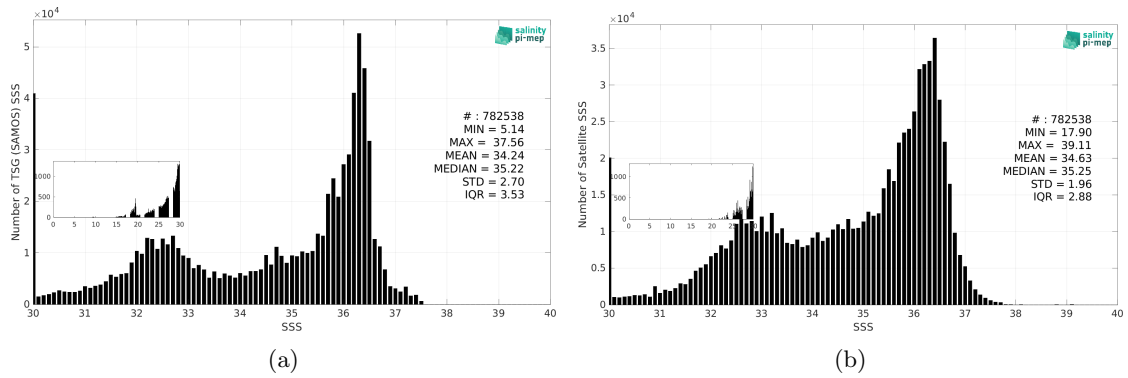 ×10⁴
5
4
3
2
1
0
Number of TSG (SAMOS) SSS
salinity
pi-mep
# : 782538
MIN = 5.14
MAX = 37.56
MEAN = 34.24
MEDIAN = 35.22
STD = 2.70
IQR = 3.53
1000
500
0
0 5 10 15 20 25 30
30 31 32 33 34 35 36 37 38 39 40
SSS
(a)
×10⁴
3.5
3
2.5
2
1.5
1
0.5
0
Number of Satellite SSS
salinity
pi-mep
# : 782538
MIN = 17.90
MAX = 39.11
MEAN = 34.63
MEDIAN = 35.25
STD = 1.96
IQR = 2.88
1000
500
0
0 5 10 15 20 25 30
30 31 32 33 34 35 36 37 38 39 40
SSS
(b)